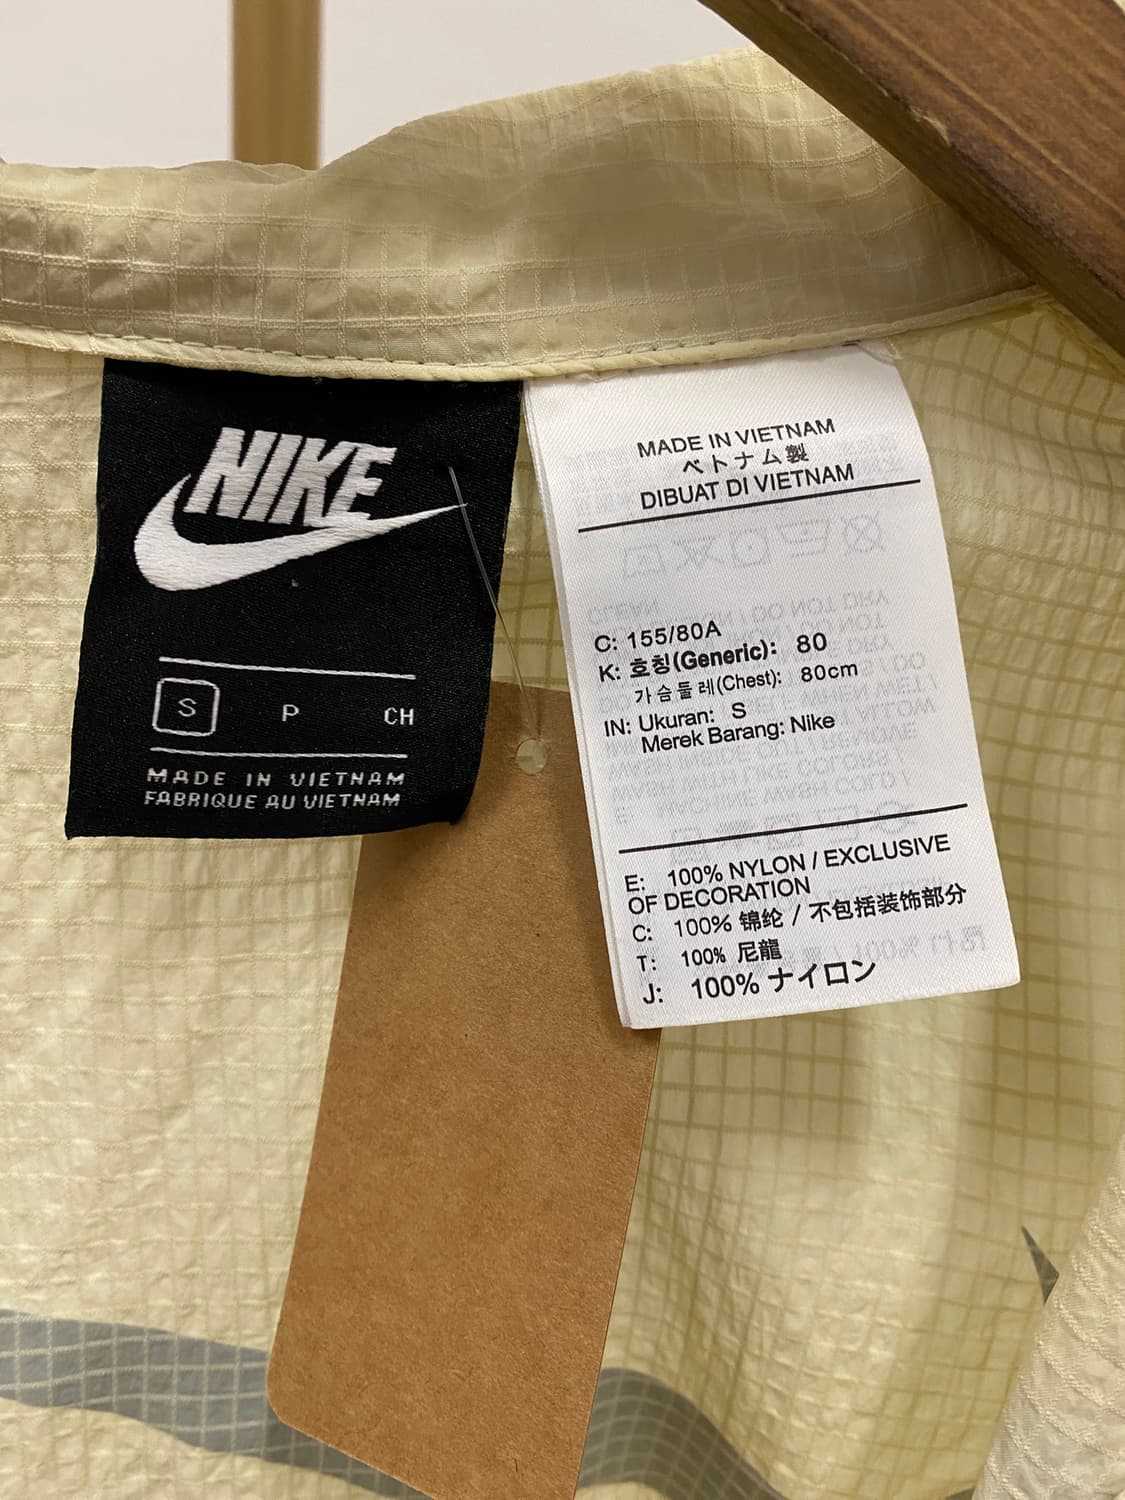 NIKE
S P CH
MADE IN VIETNAM
FABRIQUE AU VIETNAM
MADE IN VIETNAM
ベトナム製
DIBUAT DI VIETNAM
C: 155/80A
K: 호칭(Generic): 80
가슴둘레(Chest): 80cm
IN: Ukuran: S
Merek Barang: Nike
E: 100% NYLON / EXCLUSIVE
OF DECORATION
C: 100% 锦纶 / 不包括装饰部分
T: 100% 尼龍
J: 100% ナイロン